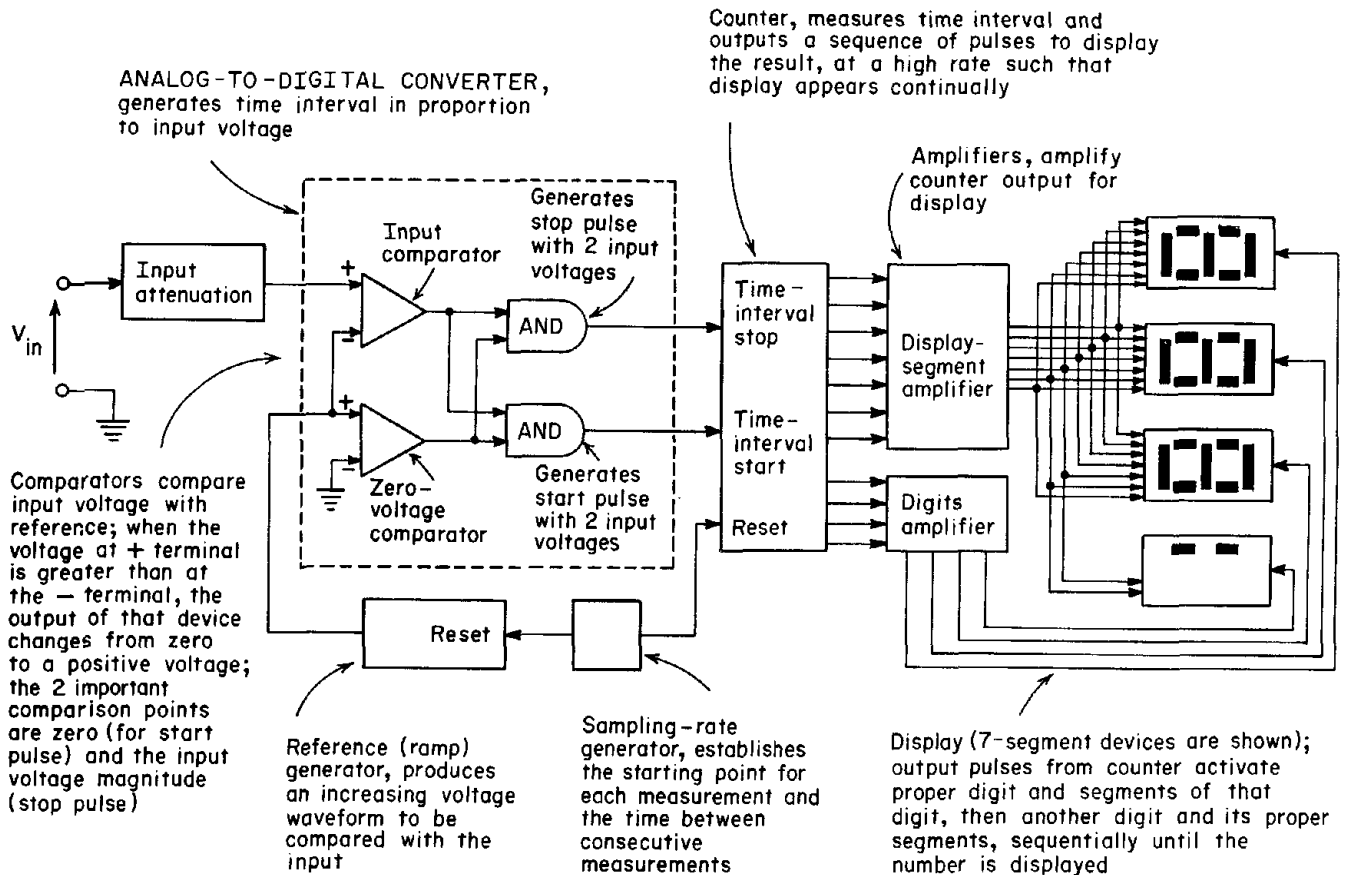 Counter, measures time interval and
outputs a sequence of pulses to display
the result, at a high rate such that
display appears continually
ANALOG-TO-DIGITAL CONVERTER,
generates time interval in proportion
to input voltage
Amplifiers, amplify
counter output for
display
Generates
stop pulse
with 2 input
voltages
Input
comparator
Input
attenuation
+
-
AND
Vin
Time-
interval
stop
Display-
segment
amplifier
+
-
AND
Time-
interval
start
Zero-
voltage
comparator
Generates
start pulse
with 2 input
voltages
Reset
Digits
amplifier
Comparators compare
input voltage with
reference; when the
voltage at + terminal
is greater than at
the - terminal, the
output of that device
changes from zero
to a positive voltage;
the 2 important
comparison points
are zero (for start
pulse) and the input
voltage magnitude
(stop pulse)
Reset
Reference (ramp)
generator, produces
an increasing voltage
waveform to be
compared with the
input
Sampling-rate
generator, establishes
the starting point for
each measurement and
the time between
consecutive
measurements
Display (7-segment devices are shown);
output pulses from counter activate
proper digit and segments of that
digit, then another digit and its proper
segments, sequentially until the
number is displayed